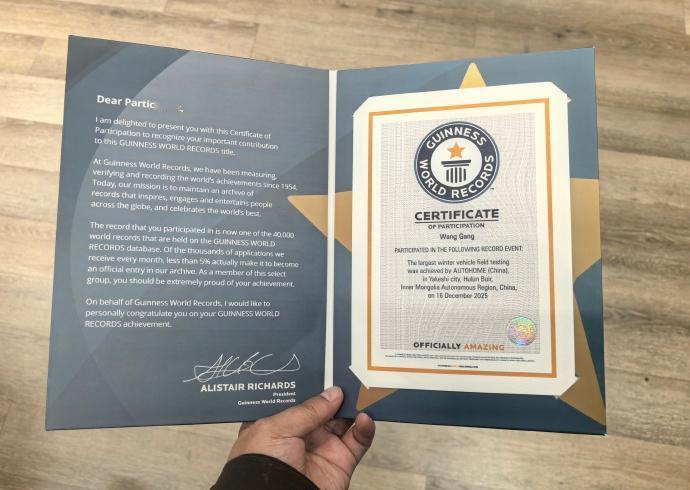 Dear Partic
I am delighted to present you with this Certificate of
Participation to recognize your important contribution
to this GUINNESS WORLD RECORDS title.
At Guinness World Records, we have been measuring,
verifying and recording the world's achievements since 1954.
Today, our mission is to maintain an archive of
records that inspires, engages and entertains people
across the globe, and celebrates the world's best.
The record that you participated in is now one of the 40,000
world records that are held on the GUINNESS WORLD
RECORDS database. Of the thousands of applications we
receive every month, less than 5% actually make it to become
an official entry in our archive. As a member of this select
group, you should be extremely proud of your achievement.
On behalf of Guinness World Records, I would like to
personally congratulate you on your GUINNESS WORLD
RECORDS achievement.
ALISTAIR RICHARDS
President
Guinness World Records
GUINNESS
WORLD RECORDS
CERTIFICATE
OF PARTICIPATION
Wang Gang
PARTICIPATED IN THE FOLLOWING RECORD EVENT:
The largest winter vehicle field testing
was achieved by AUTOHOME (China),
in Yakeshi city, Hulun Buir,
Inner Mongolia Autonomous Region, China,
on 16 December 2025
OFFICIALLY AMAZING